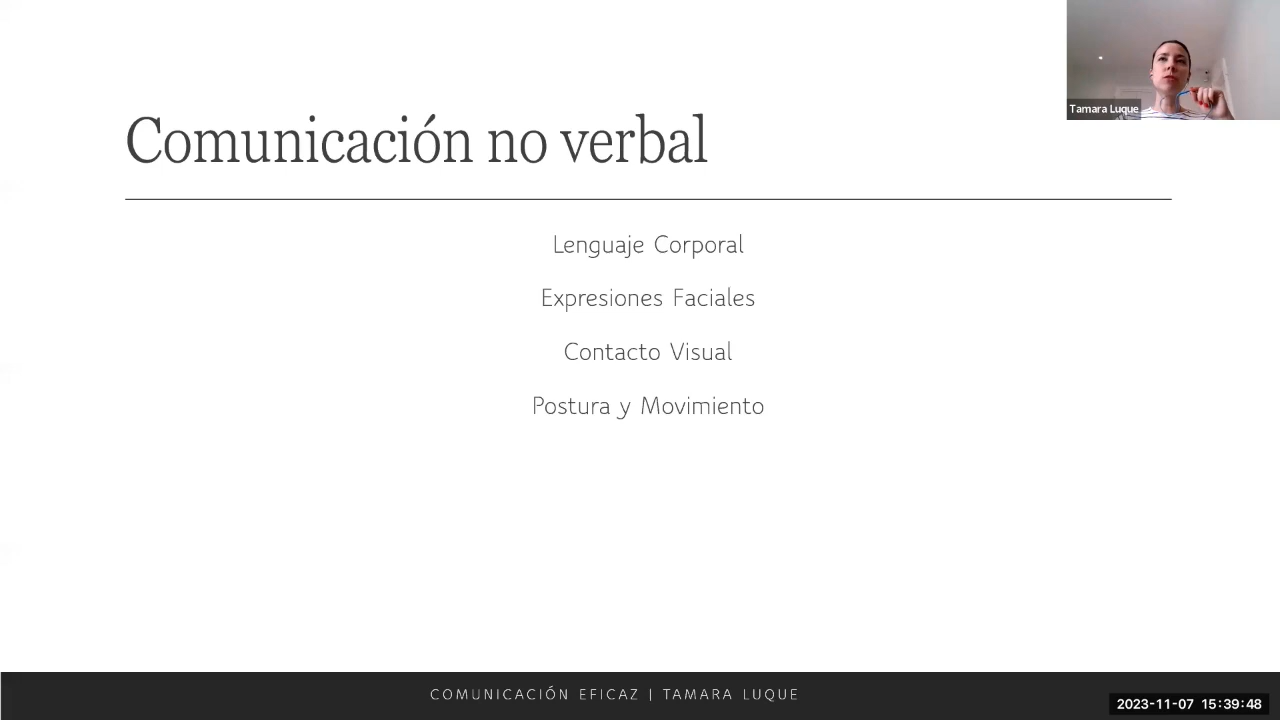 Tamara Luque
Comunicación no verbal
Lenguaje Corporal
Expresiones Faciales
Contacto Visual
Postura y Movimiento
COMUNICACIÓN EFICAZ | TAMARA LUQUE
2023-11-07 15:39:48